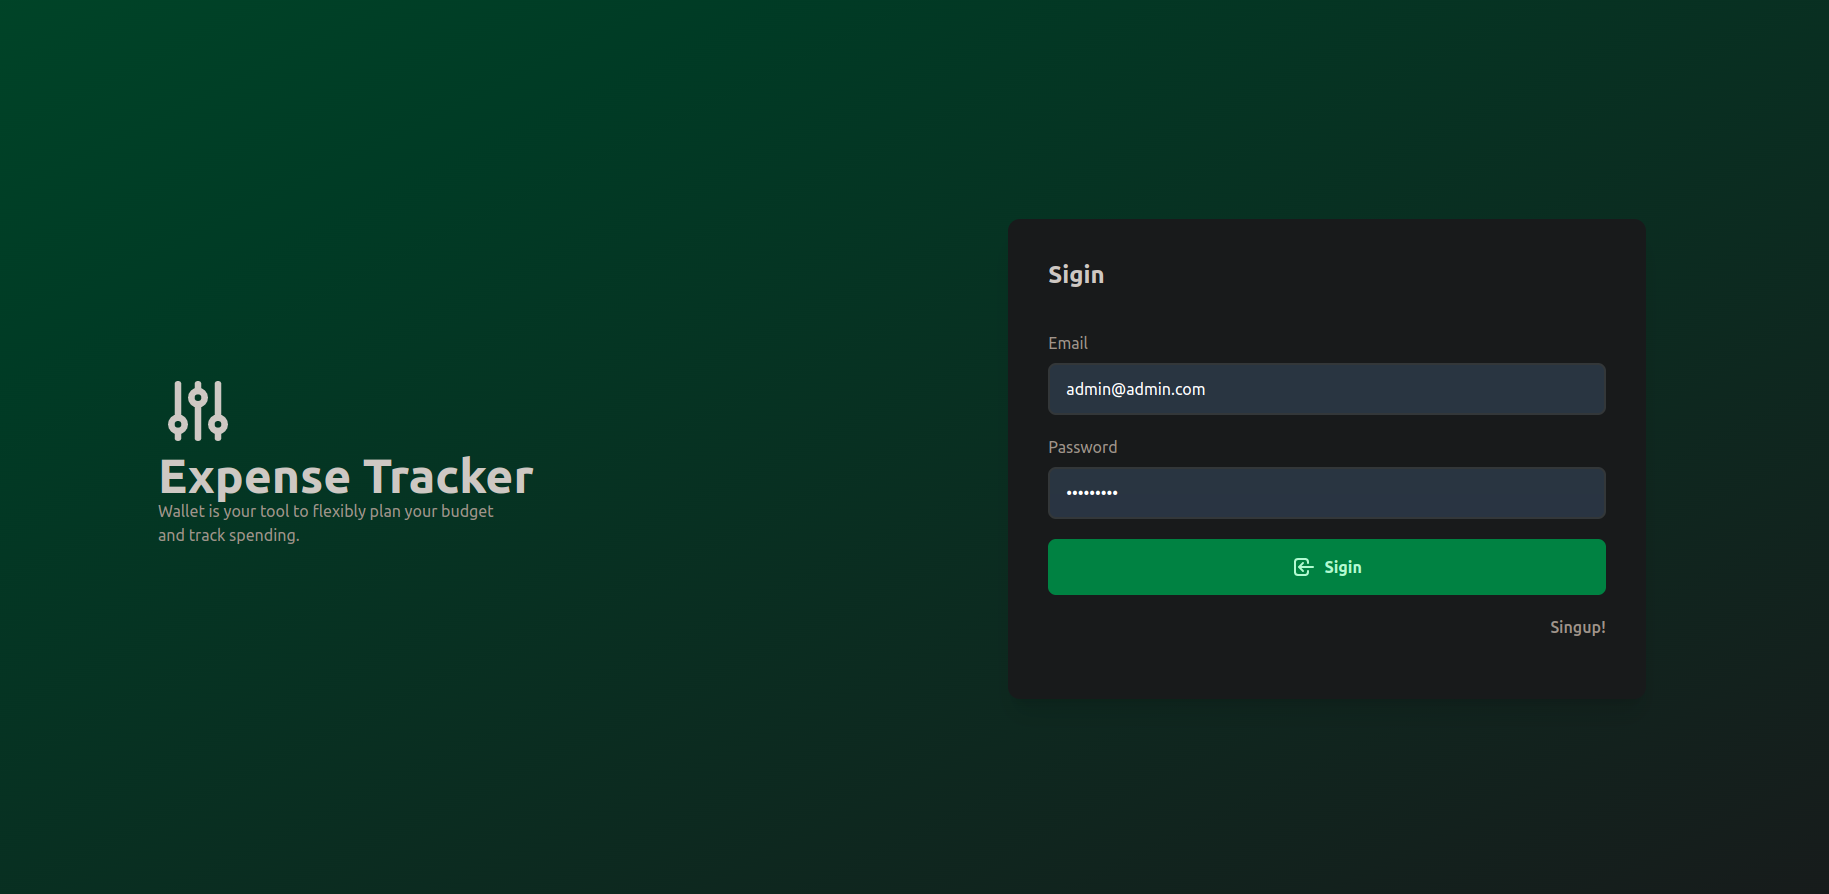 Expense Tracker
Wallet is your tool to flexibly plan your budget
and track spending.
Sigin
Email
admin@admin.com
Password
•••••••••
Sigin
Singup!